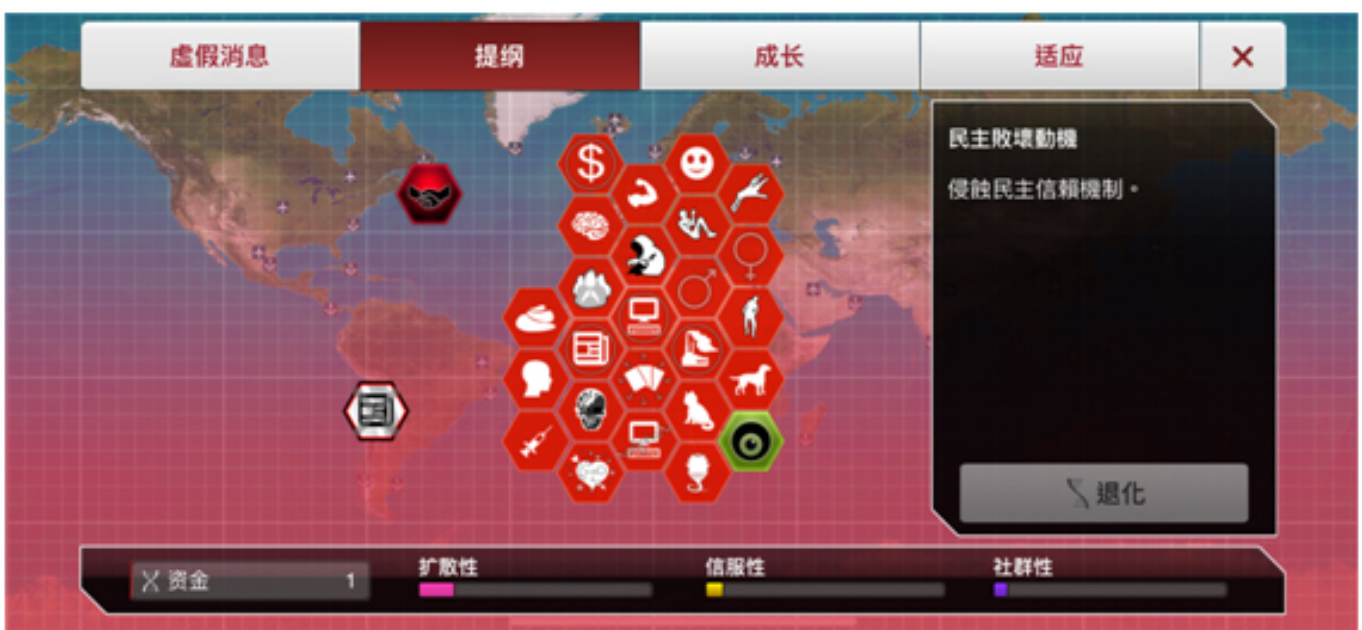 虛假消息
提纲
成长
适应
×
民主敗壞動機
侵蝕民主信賴機制。
退化
资金 1
扩散性
信服性
社群性